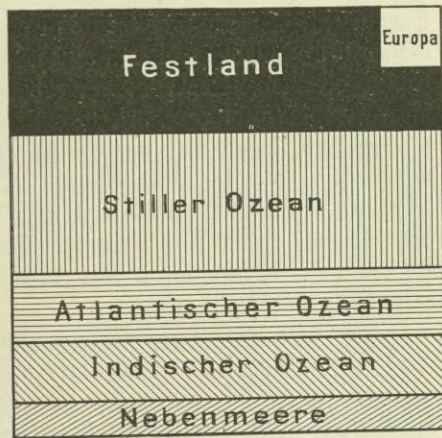 Festland
Europa
Stiller Ozean
Atlantischer Ozean
Indischer Ozean
Nebenmeere